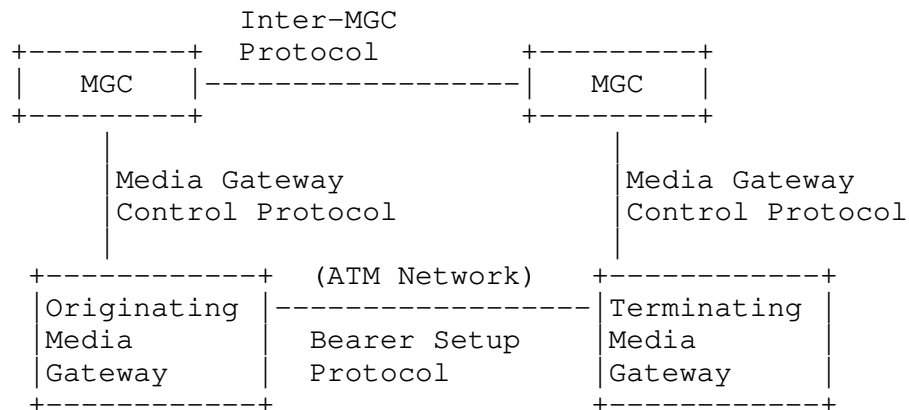 Inter-MGC
Protocol
MGC MGC
Media Gateway Media Gateway
Control Protocol Control Protocol
(ATM Network)
Originating Terminating
Media Bearer Setup Media
Gateway Protocol Gateway